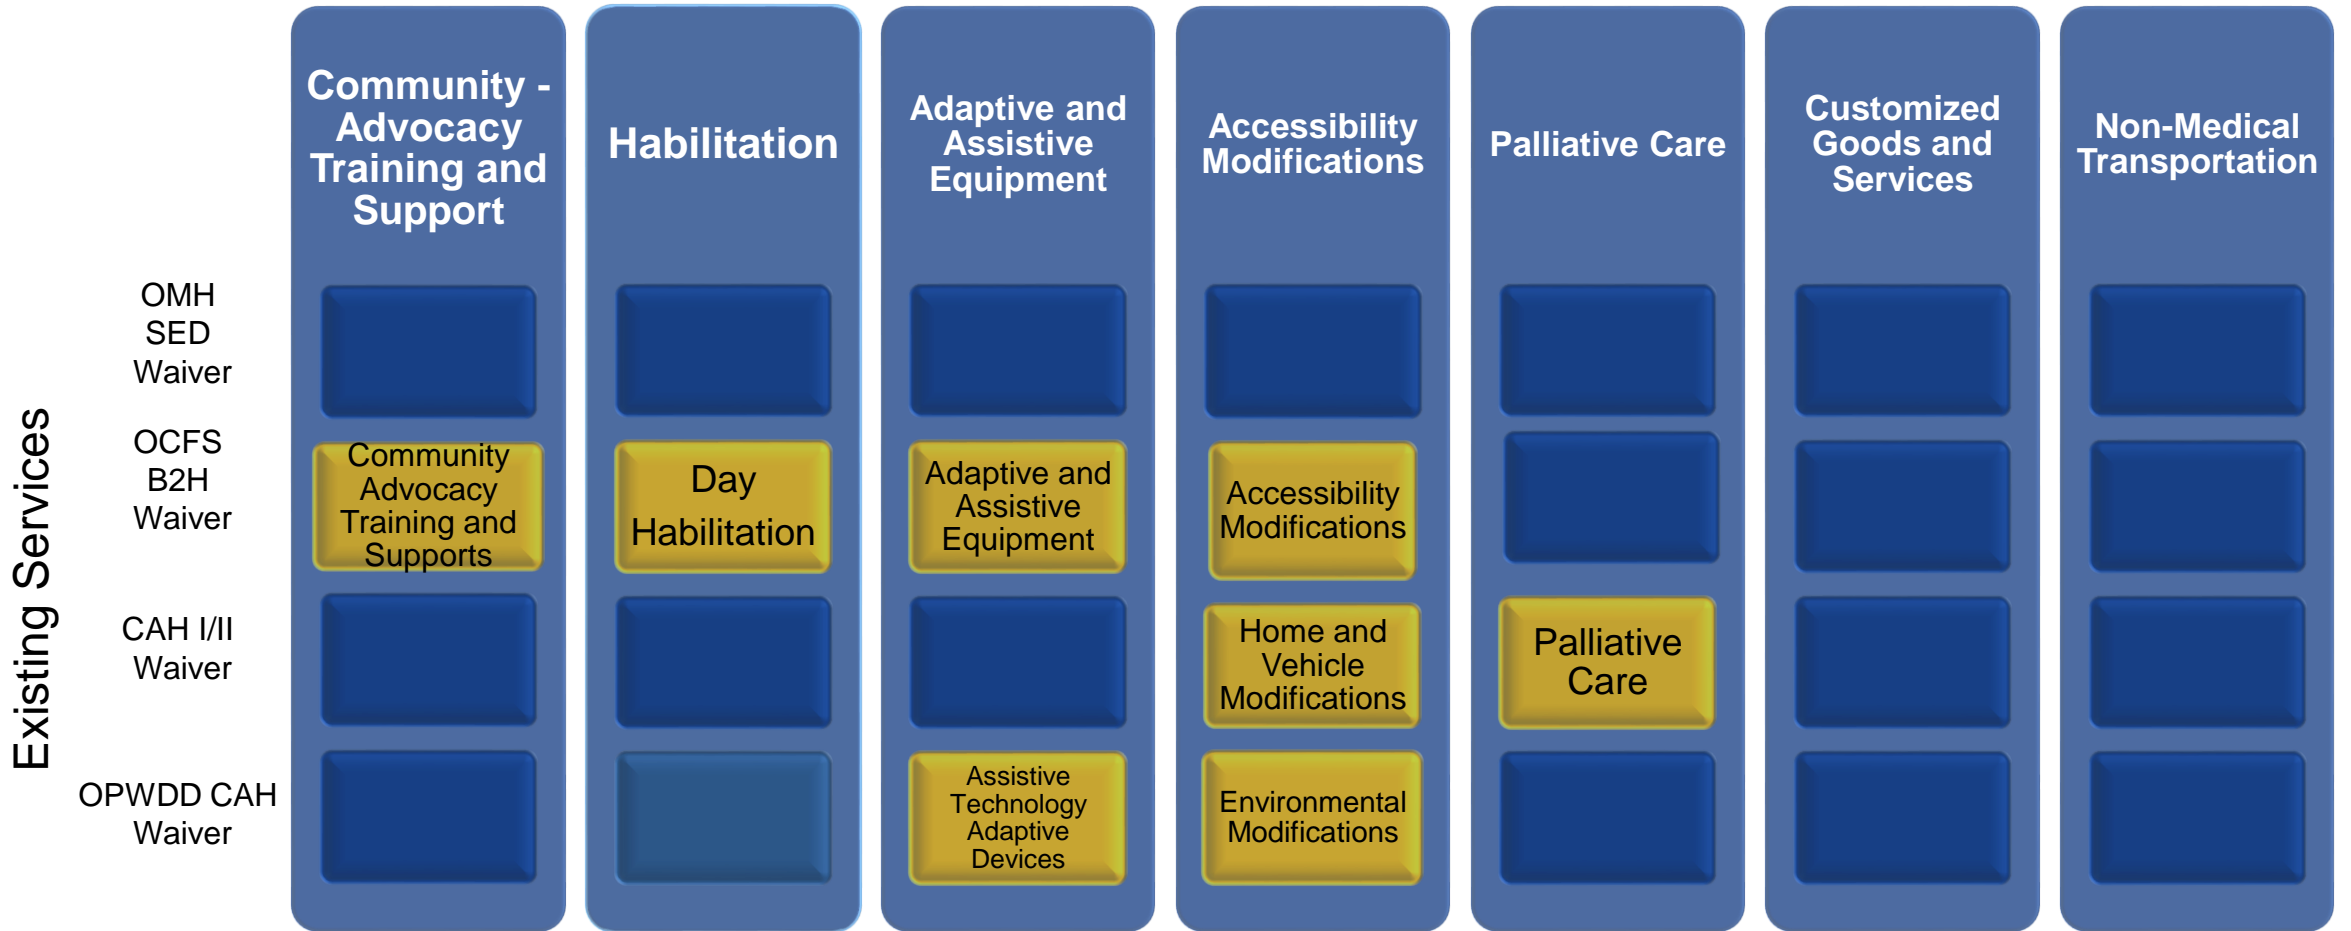 Community -
Advocacy
Training and
Support
Habilitation
Adaptive and
Assistive
Equipment
Accessibility
Modifications
Palliative Care
Customized
Goods and
Services
Non-Medical
Transportation
Existing Services
OMH
SED
Waiver
OCFS
B2H
Waiver
Community
Advocacy
Training and
Supports
Day
Habilitation
Adaptive and
Assistive
Equipment
Accessibility
Modifications
CAH I/II
Waiver
Home and
Vehicle
Modifications
Palliative
Care
OPWDD CAH
Waiver
Assistive
Technology
Adaptive
Devices
Environmental
Modifications